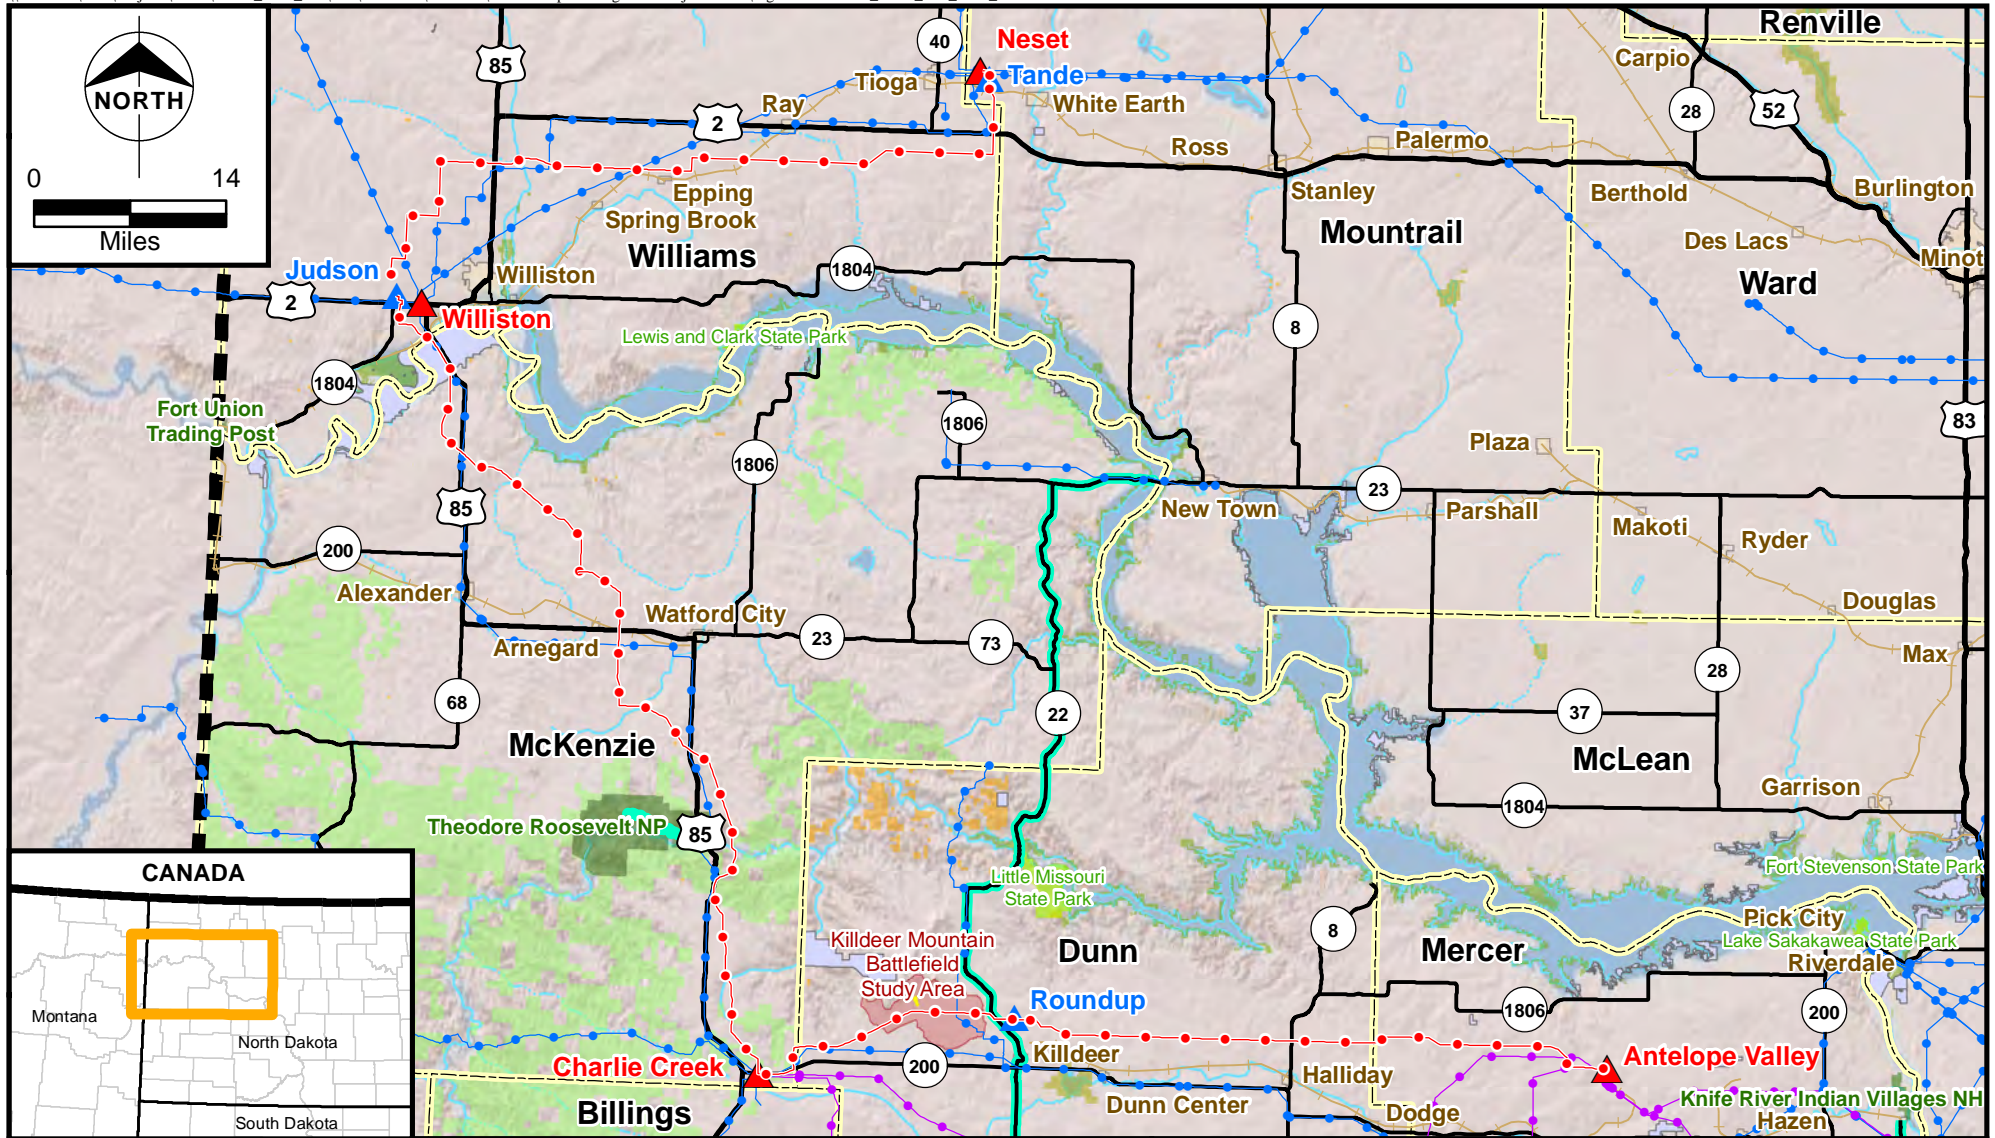 Renville
Neset
40
85
Carpio
Tande
Tioga
NORTH
White Earth
Ray
28
52
2
Ross
Palermo
0
14
Epping
Stanley
Berthold
Burlington
Spring Brook
Miles
Mountrail
Des Lacs
Williams
Minot
Judson
Williston
1804
Ward
2
Williston
8
Lewis and Clark State Park
1804
Fort Union
Trading Post
1806
83
Plaza
1806
23
85
New Town
Parshall
Makoti
Ryder
200
Alexander
Watford City
Douglas
23
73
Arnegard
Max
28
68
22
37
McKenzie
McLean
Garrison
1804
Theodore Roosevelt NP
85
CANADA
Fort Stevenson State Park
Little Missouri
State Park
Pick City
8
Killdeer Mountain
Battlefield
Study Area
Dunn
Mercer
Lake Sakakawea State Park
Riverdale
Roundup
1806
200
Montana
North Dakota
Killdeer
Charlie Creek
200
Antelope Valley
Halliday
Knife River Indian Villages NH
Dunn Center
Billings
Dodge
Hazen
South Dakota